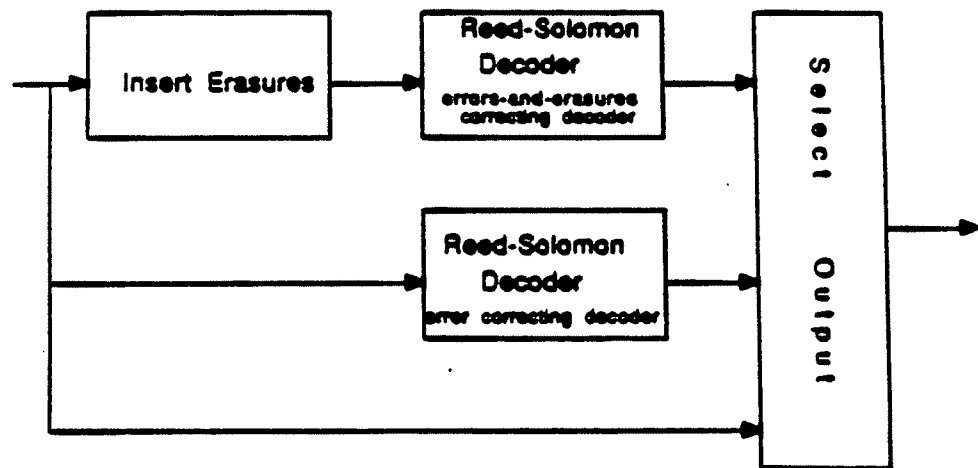 Insert Erasures
Reed-Solomon
Decoder
errors-and-erasures
correcting decoder
Reed-Solomon
Decoder
error correcting decoder
Select Output